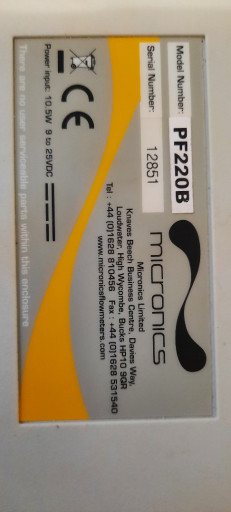 Model Number: PF220B
Serial Number: 12851
micronics
Micronics Limited
Knaves Beech Business Centre, Davies Way,
Loudwater, High Wycombe, Bucks HP10 9QR
Tel : +44 (0)1628 810456 Fax : +44 (0)1628 531540
www.micronicsflowmeters.com
CE
Power input: 10.5W 9 to 25VDC
There are no user serviceable parts within this enclosure